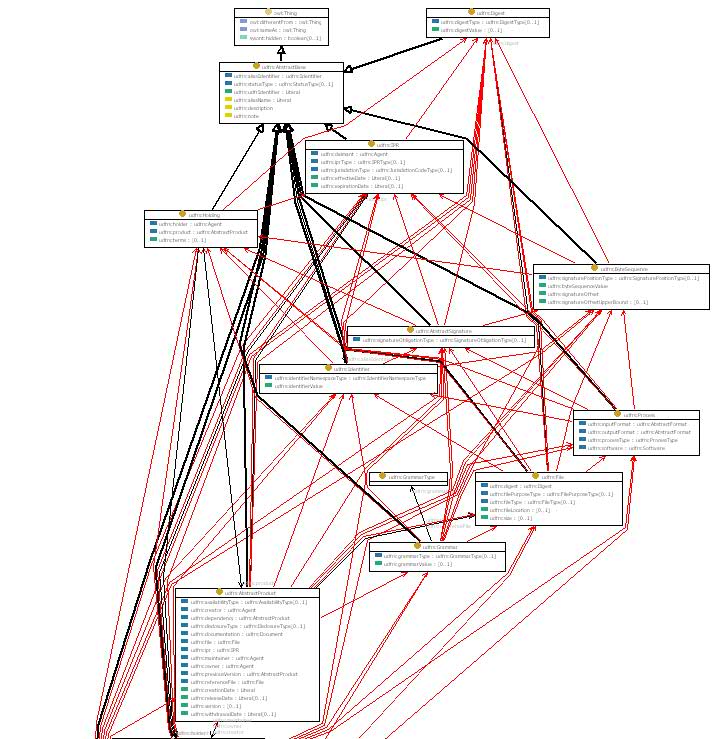 owl:Thing
owl:differentFrom : owl:Thing
owl:sameAs : owl:Thing
udfrs:Digest
udfrs:digestType : udfrs:DigestType[0..1]
udfrs:digestValue : [0..1]
udfrs:AbstractBase
udfrs:aliasIdentifier : udfrs:Identifier
udfrs:statusType : udfrs:StatusType[0..1]
udfrs:udfrIdentifier : Literal
udfrs:aliasName : Literal
udfrs:description
udfrs:note
udfrs:IPR
udfrs:claimant : udfrs:Agent
udfrs:iprType : udfrs:IPRType[0..1]
udfrs:jurisdictionType : udfrs:JurisdictionCodeType[0..1]
udfrs:effectiveDate : Literal[0..1]
udfrs:expirationDate : Literal[0..1]
udfrs:Holding
udfrs:holder : udfrs:Agent
udfrs:product : udfrs:AbstractProduct
udfrs:terms : [0..1]
udfrs:ByteSequence
udfrs:signaturePositionType : udfrs:SignaturePositionType[0..1]
udfrs:byteSequenceValue
udfrs:signatureOffset
udfrs:signatureOffsetUpperBound : [0..1]
udfrs:AbstractSignature
udfrs:signatureObligationType : udfrs:SignatureObligationType[0..1]
udfrs:Identifier
udfrs:identifierNamespaceType : udfrs:IdentifierNamespaceType
udfrs:identifierValue
udfrs:Process
udfrs:inputFormat : udfrs:AbstractFormat
udfrs:outputFormat : udfrs:AbstractFormat
udfrs:processType : udfrs:ProcessType
udfrs:software : udfrs:Software
udfrs:GrammarType
udfrs:File
udfrs:digest : udfrs:Digest
udfrs:filePurposeType : udfrs:FilePurposeType[0..1]
udfrs:fileType : udfrs:FileType[0..1]
udfrs:fileLocation : [0..1]
udfrs:size : [0..1]
udfrs:Grammar
udfrs:grammarType : udfrs:GrammarType[0..1]
udfrs:grammarValue : [0..1]
udfrs:AbstractProduct
udfrs:availabilityType : udfrs:AvailabilityType[0..1]
udfrs:creator : udfrs:Agent
udfrs:dependency : udfrs:AbstractProduct
udfrs:disclosureType : udfrs:DisclosureType[0..1]
udfrs:documentation : udfrs:Document
udfrs:file : udfrs:File
udfrs:ipr : udfrs:IPR
udfrs:maintainer : udfrs:Agent
udfrs:owner : udfrs:Agent
udfrs:previousVersion : udfrs:AbstractProduct
udfrs:referenceFile : udfrs:File
udfrs:creationDate : Literal
udfrs:releaseDate : Literal[0..1]
udfrs:version : [0..1]
udfrs:withdrawalDate : Literal[0..1]